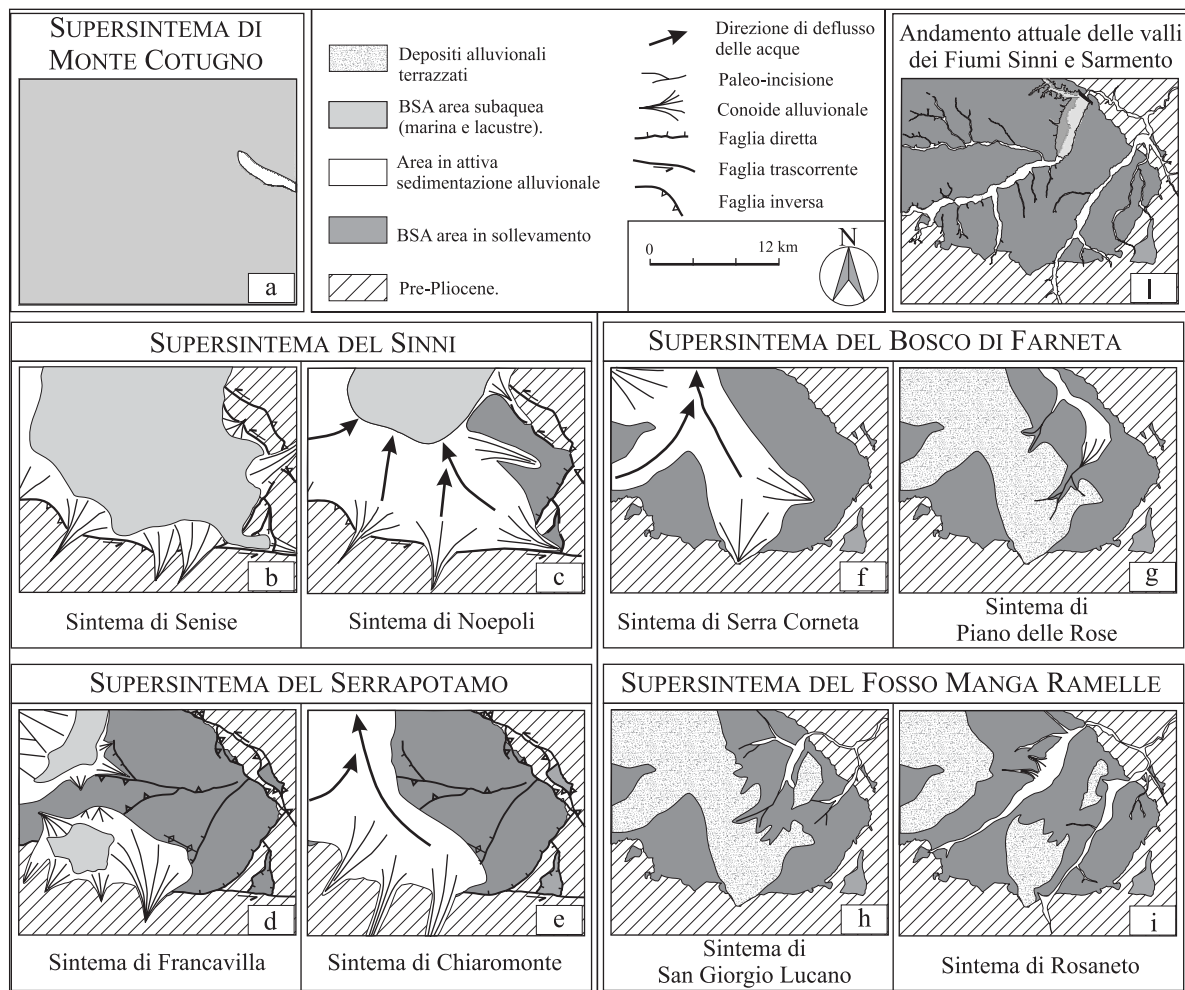 SUPERSINTEMA DI
MONTE COTUGNO
a
Depositi alluvionali
terrazzati
BSA area subaquea
(marina e lacustre).
Area in attiva
sedimentazione alluvionale
BSA area in sollevamento
Pre-Pliocene.
Direzione di deflusso
delle acque
Paleo-incisione
Conoide alluvionale
Faglia diretta
Faglia trascorrente
Faglia inversa
0 12 km
N
Andamento attuale delle valli
dei Fiumi Sinni e Sarmento
l
SUPERSINTEMA DEL SINNI
b
c
Sintema di Senise
Sintema di Noepoli
SUPERSINTEMA DEL BOSCO DI FARNETA
f
g
Sintema di Serra Corneta
Sintema di
Piano delle Rose
SUPERSINTEMA DEL SERRAPOTAMO
d
e
Sintema di Francavilla
Sintema di Chiaromonte
SUPERSINTEMA DEL FOSSO MANGA RAMELLE
h
i
Sintema di
San Giorgio Lucano
Sintema di Rosaneto